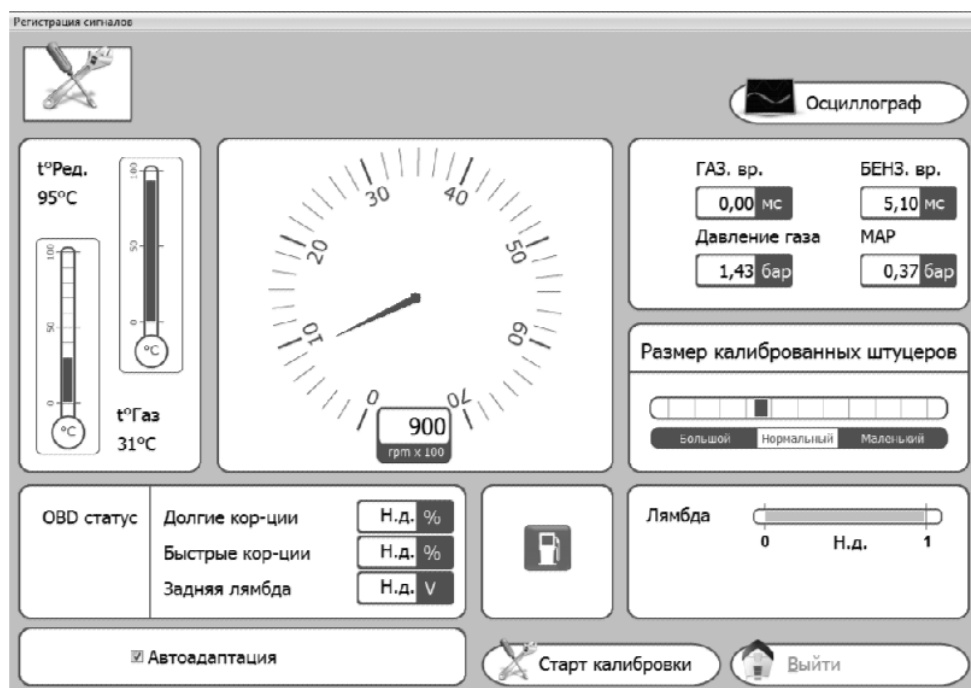 Регистрация сигналов
Осциллограф
t°Ред.
95°C
100
50
0
°C
100
50
0
°C
t°Газ
31°C
0
10
20
30
40
50
60
70
900
rpm x 100
ГАЗ. вр.
БЕНЗ. вр.
0,00 мс
5,10 мс
Давление газа
MAP
1,43 бар
0,37 бар
Размер калиброванных штуцеров
Большой Нормальный Маленький
OBD статус
Долгие кор-ции Н.д. %
Быстрые кор-ции Н.д. %
Задняя лямбда Н.д. V
Лямбда
0 Н.д. 1
Автоадаптация
Старт калибровки
Выйти